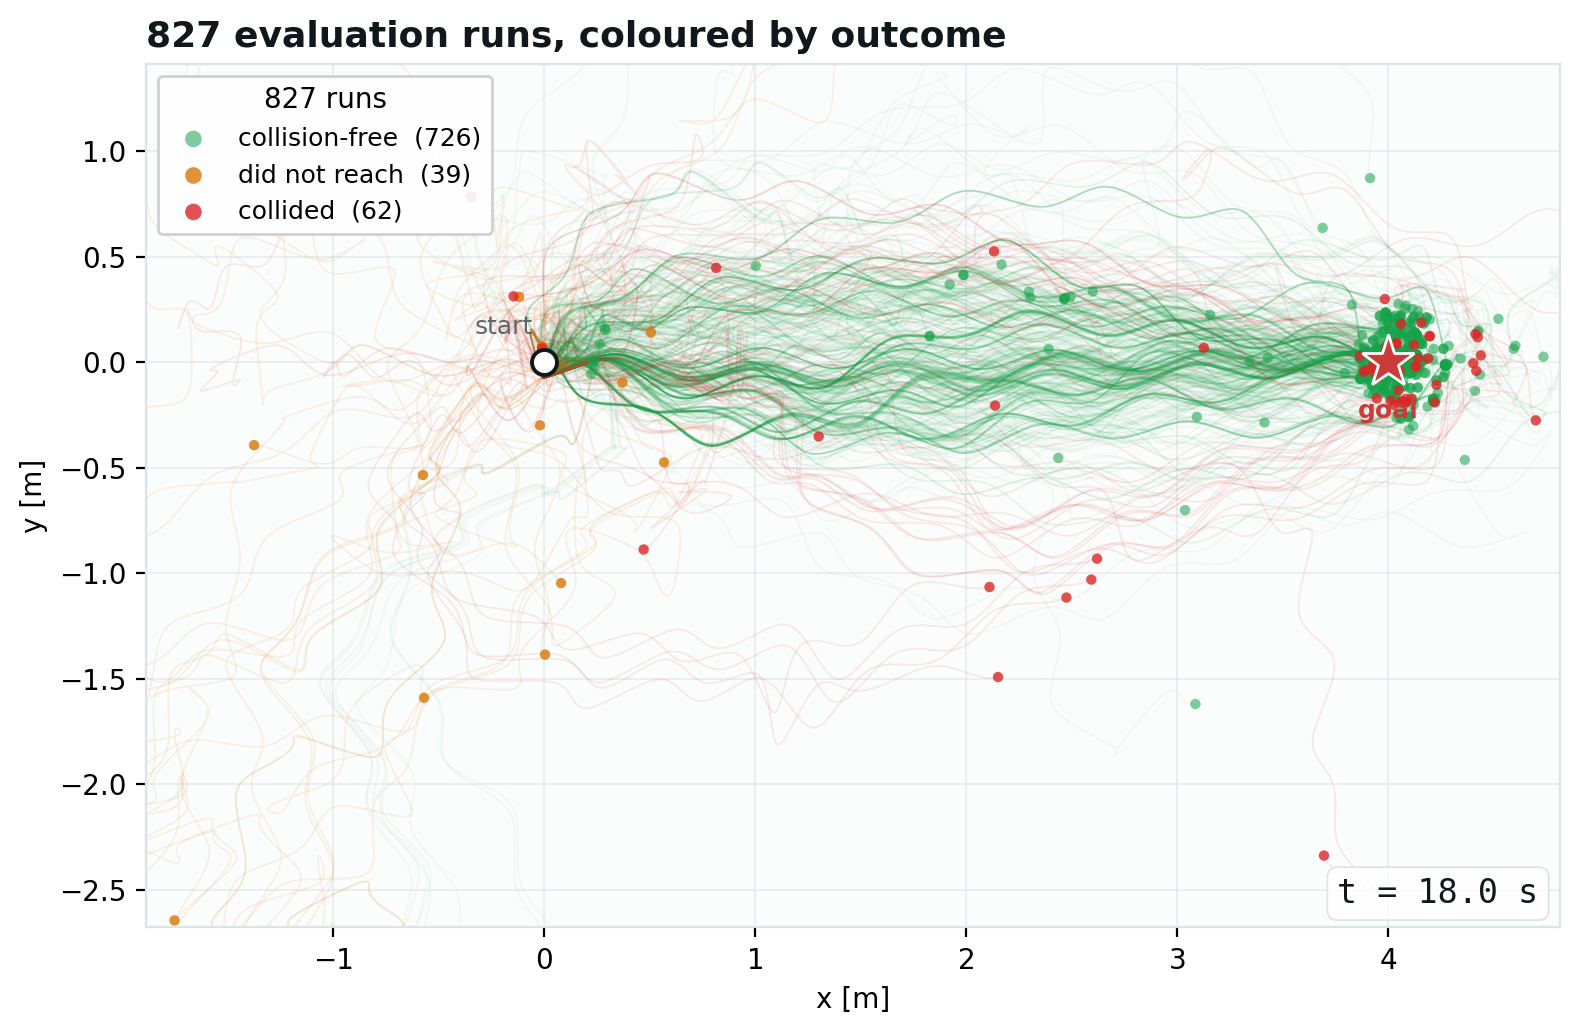 827 evaluation runs, coloured by outcome
827 runs
collision-free (726)
did not reach (39)
collided (62)
1.0
0.5
0.0
−0.5
−1.0
−1.5
−2.0
−2.5
y [m]
start
goal
t = 18.0 s
−1
0
1
2
3
4
x [m]